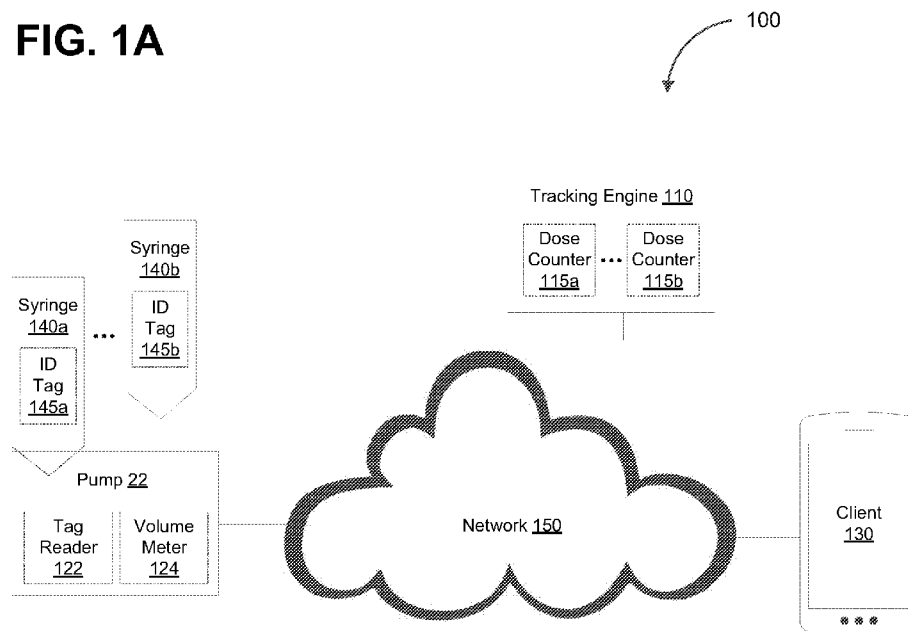 FIG. 1A
100
Tracking Engine 110
Dose
Counter
115a
...
Dose
Counter
115b
Syringe
140b
ID
Tag
145b
Syringe
140a
...
ID
Tag
145a
Pump 22
Tag
Reader
122
Volume
Meter
124
Network 150
Client
130